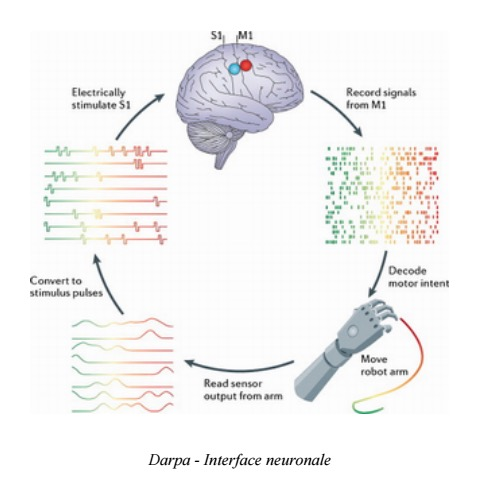 S1 M1
Electrically
stimulate S1
Record signals
from M1
Decode
motor intent
Move
robot arm
Read sensor
output from arm
Convert to
stimulus pulses
Darpa - Interface neuronale